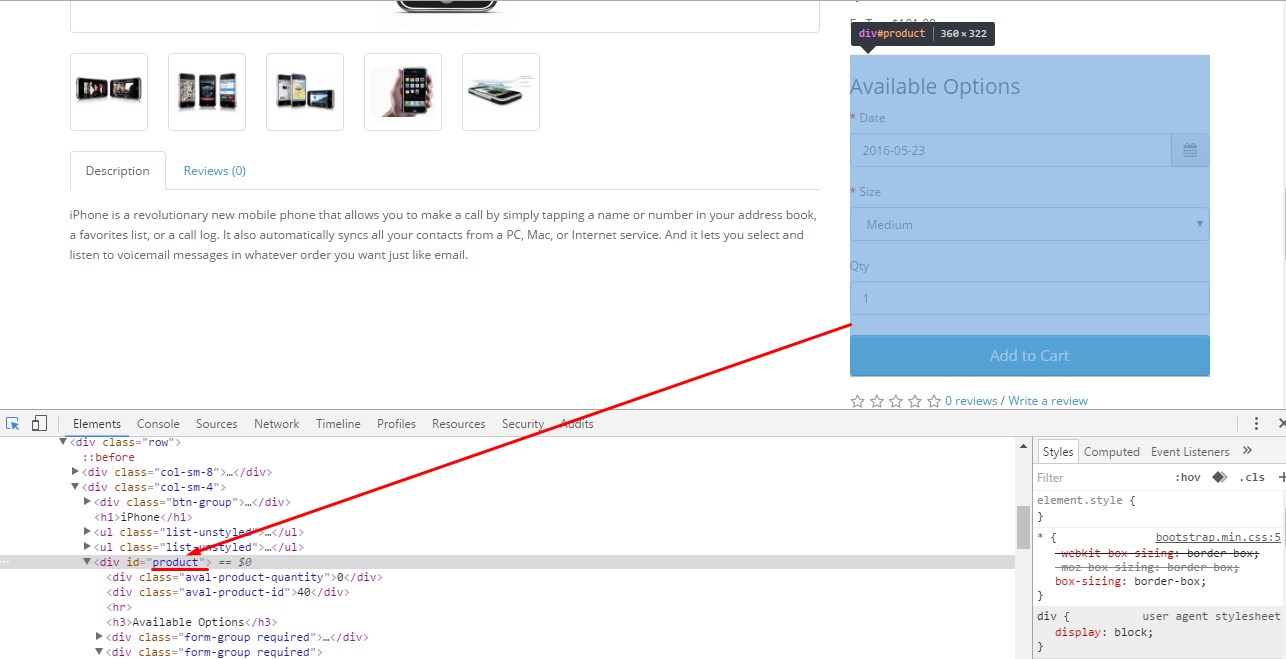 div#product | 360 × 322
Available Options
* Date
2016-05-23
* Size
Medium
Qty
1
Add to Cart
0 reviews / Write a review
Description
Reviews (0)
iPhone is a revolutionary new mobile phone that allows you to make a call by simply tapping a name or number in your address book,
a favorites list, or a call log. It also automatically syncs all your contacts from a PC, Mac, or Internet service. And it lets you select and
listen to voicemail messages in whatever order you want just like email.
Elements Console Sources Network Timeline Profiles Resources Security Audits
<div class="row">
::before
<div class="col-sm-8">…</div>
<div class="col-sm-4">
<div class="btn-group">…</div>
<h1>iPhone</h1>
<ul class="list-unstyled">…</ul>
<ul class="list-unstyled">…</ul>
<div id="product"> == $0
<div class="aval-product-quantity">0</div>
<div class="aval-product-id">40</div>
<hr>
<h3>Available Options</h3>
<div class="form-group required">…</div>
<div class="form-group required">
Styles Computed Event Listeners »
Filter :hov .cls +
element.style {
}
* { bootstrap.min.css:5
-webkit-box-sizing: border-box;
-moz-box-sizing: border-box;
box-sizing: border-box;
}
div { user agent stylesheet
display: block;
}